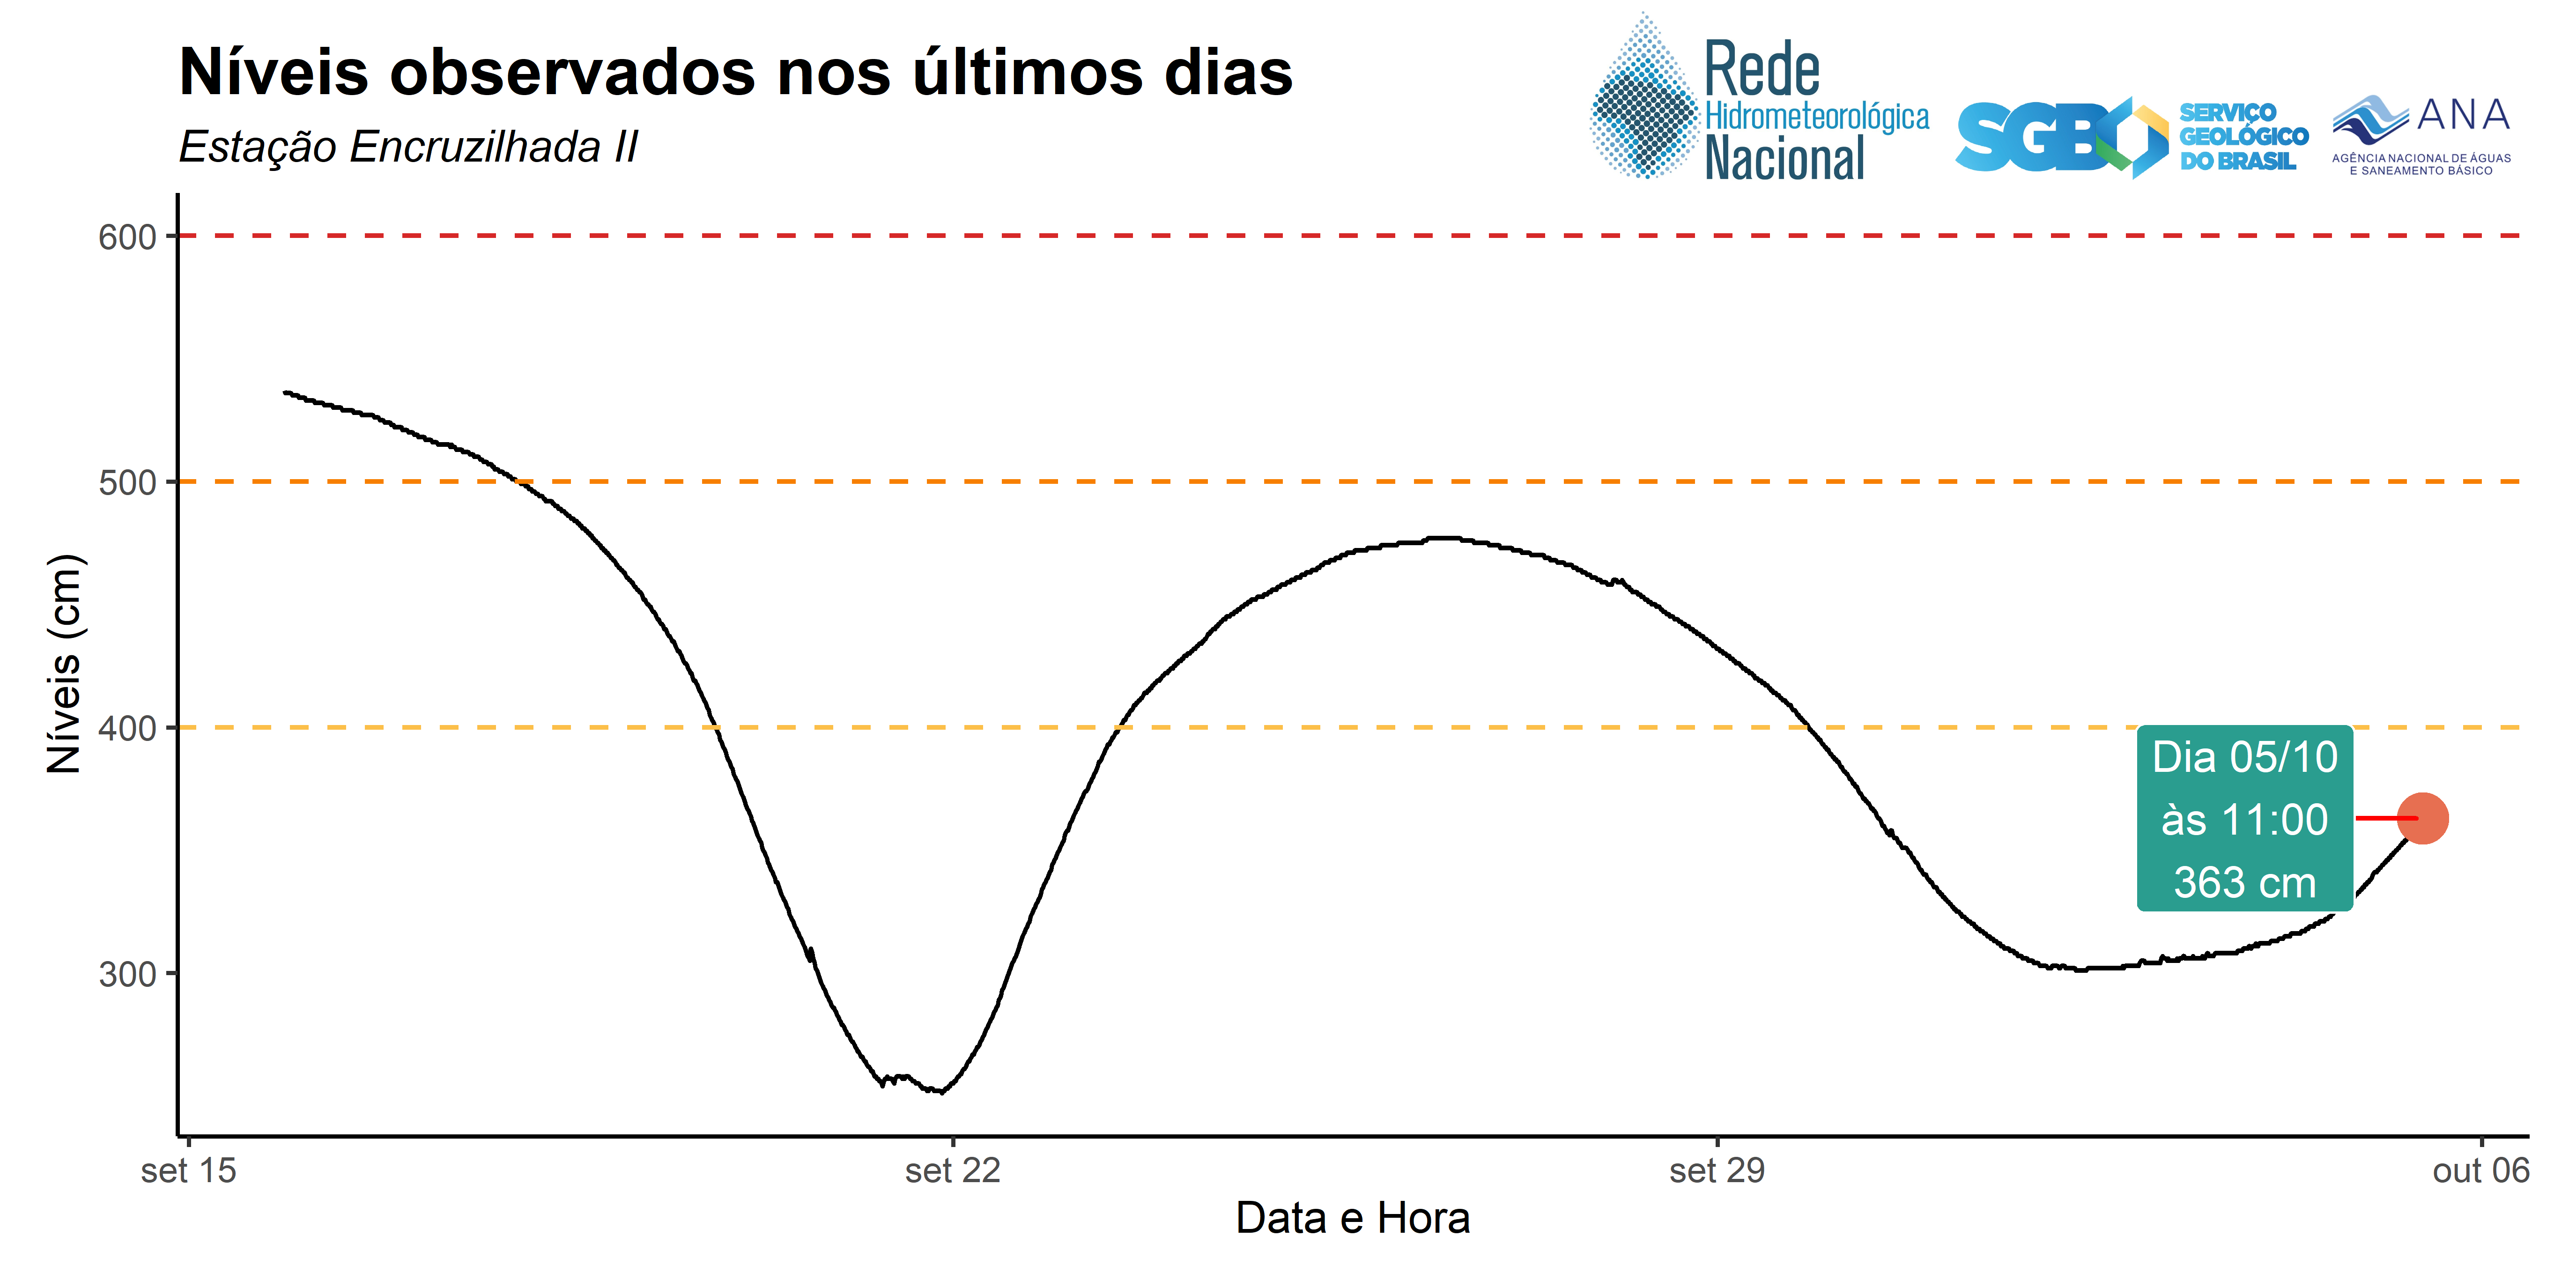 Níveis observados nos últimos dias
Estação Encruzilhada II
Rede
Hidrometeorológica
Nacional
SGB
SERVIÇO
GEOLÓGICO
DO BRASIL
ANA
AGÊNCIA NACIONAL DE ÁGUAS
E SANEAMENTO BÁSICO
Níveis (cm)
600
500
400
300
Dia 05/10
às 11:00
363 cm
set 15
set 22
set 29
out 06
Data e Hora